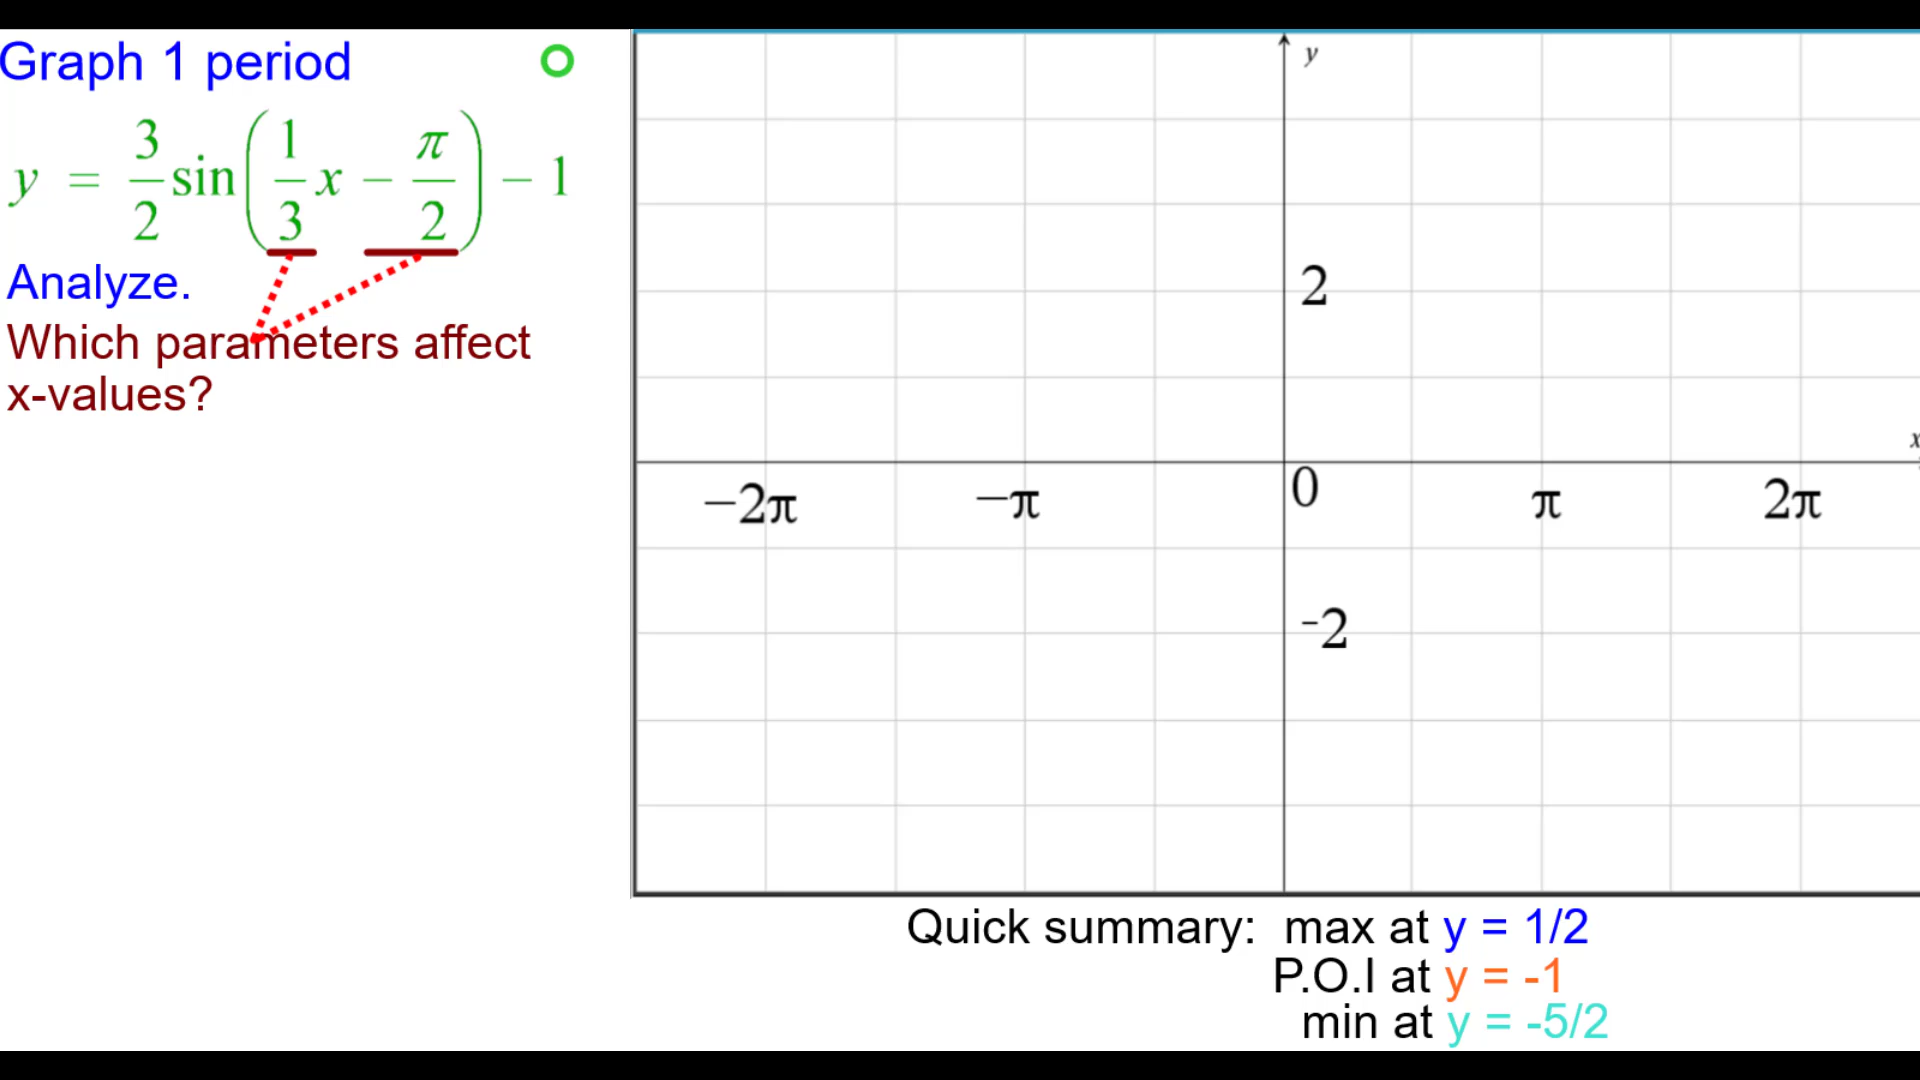 Graph 1 period
y = 3/2 sin(1/3 x − π/2) − 1
Analyze.
Which parameters affect
x-values?
y
2
x
−2π −π 0 π 2π
-2
Quick summary: max at y = 1/2
P.O.I at y = -1
min at y = -5/2